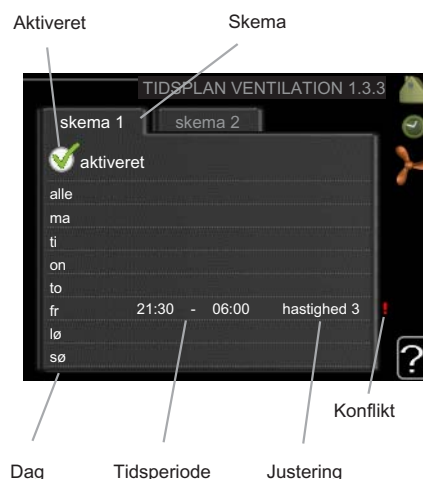 Aktiveret Skema
TIDSPLAN VENTILATION 1.3.3
skema 1 skema 2
aktiveret
alle
ma
ti
on
to
fr 21:30 - 06:00 hastighed 3 !
lø
sø
?
Konflikt
Dag Tidsperiode Justering